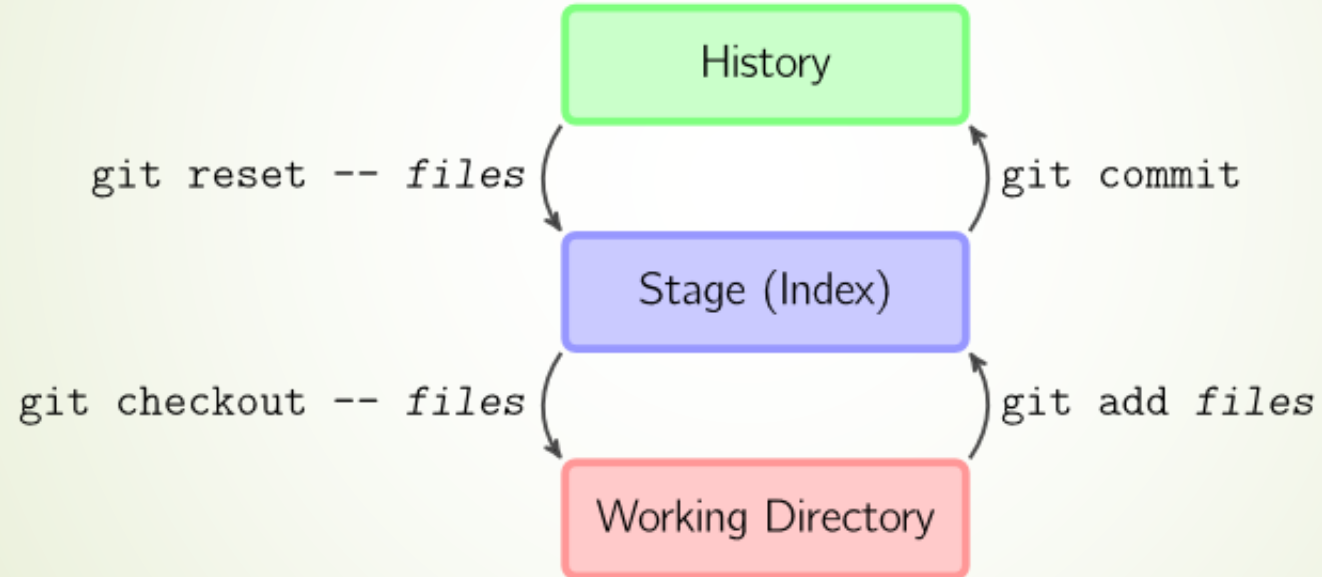 History
git reset -- files
git commit
Stage (Index)
git checkout -- files
git add files
Working Directory